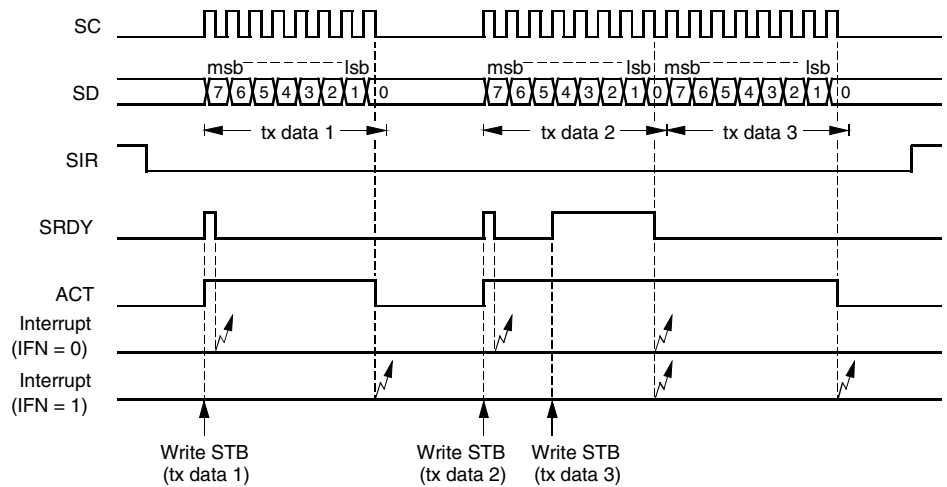 SC
msb lsb msb lsb msb lsb
SD 7 6 5 4 3 2 1 0 7 6 5 4 3 2 1 0 7 6 5 4 3 2 1 0
tx data 1 tx data 2 tx data 3
SIR
SRDY
ACT
Interrupt
(IFN = 0)
Interrupt
(IFN = 1)
Write STB Write STB Write STB
(tx data 1) (tx data 2) (tx data 3)